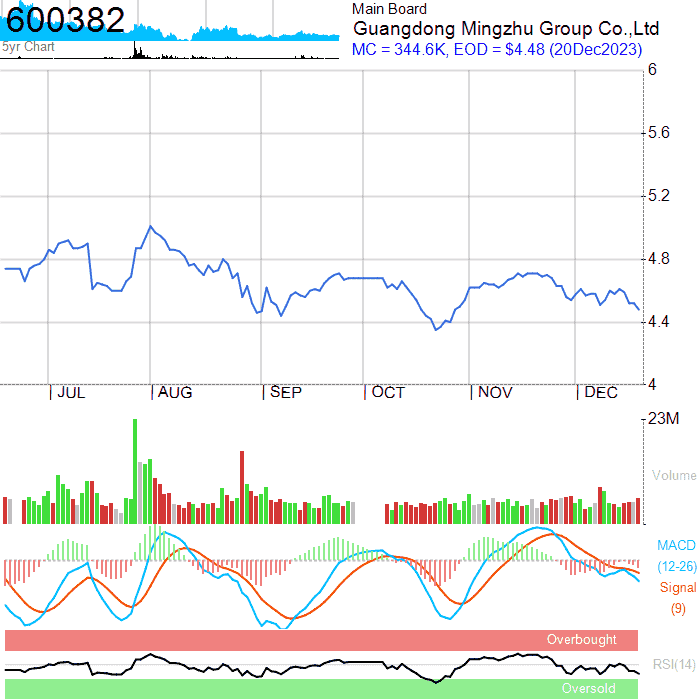 600382
5yr Chart
Main Board
Guangdong Mingzhu Group Co.,Ltd
MC = 344.6K, EOD = $4.48 (20Dec2023)
6
5.6
5.2
4.8
4.4
4
JUL AUG SEP OCT NOV DEC
23M
Volume
MACD
(12-26)
Signal
(9)
Overbought
RSI(14)
Oversold